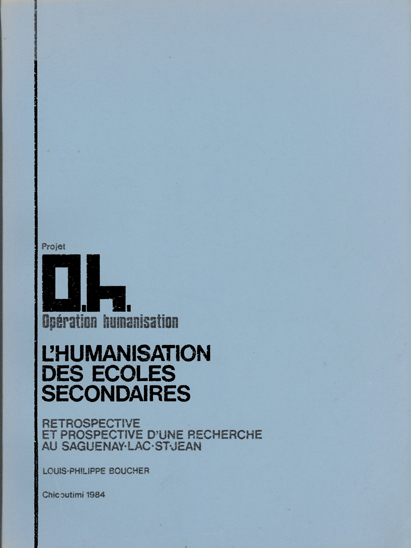 Projet
O.h.
Opération humanisation
L'HUMANISATION
DES ECOLES
SECONDAIRES
RETROSPECTIVE
ET PROSPECTIVE D'UNE RECHERCHE
AU SAGUENAY-LAC-ST-JEAN
LOUIS-PHILIPPE BOUCHER
Chicoutimi 1984